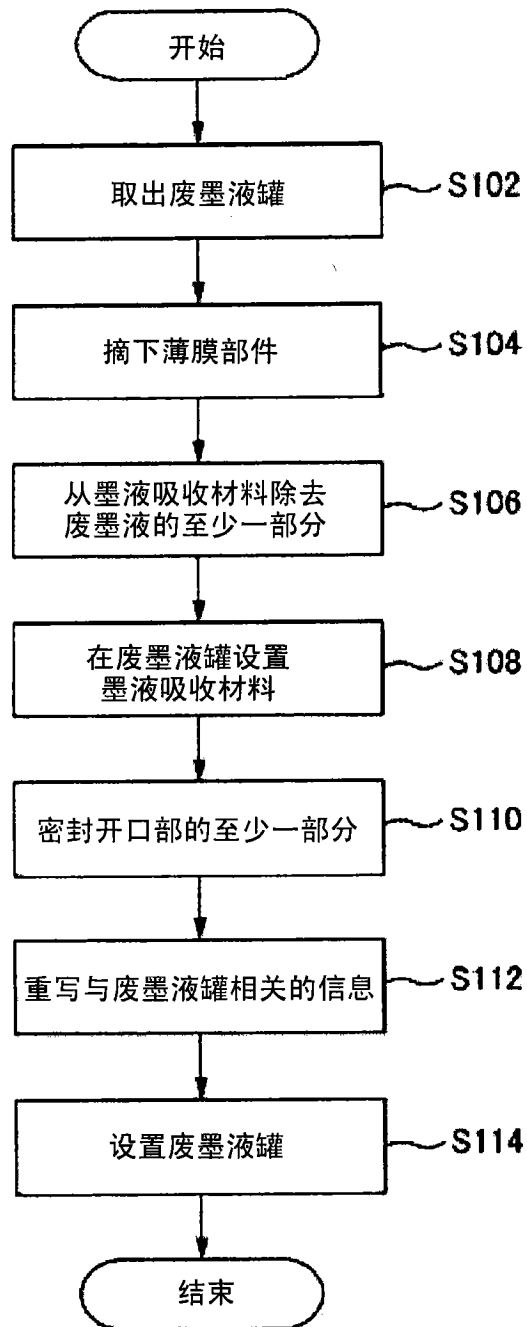 开始
取出废墨液罐
S102
摘下薄膜部件
S104
从墨液吸收材料除去
废墨液的至少一部分
S106
在废墨液罐设置
墨液吸收材料
S108
密封开口部的至少一部分
S110
重写与废墨液罐相关的信息
S112
设置废墨液罐
S114
结束